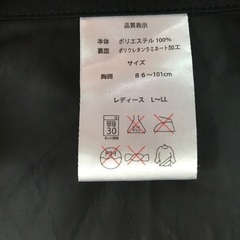 品質表示
本体 ポリエステル 100%
裏面 ポリウレタンラミネート加工
サイズ
胸囲 86〜101cm
レディース L〜LL
30